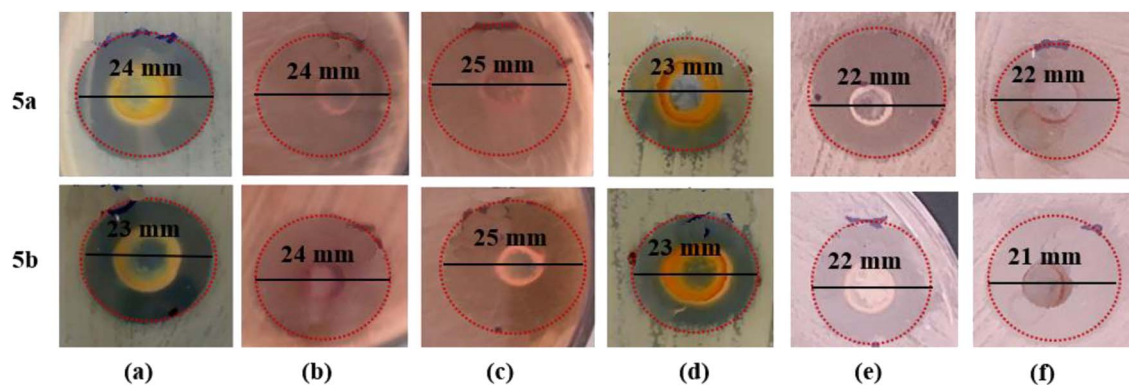 24 mm 24 mm 25 mm 23 mm 22 mm 22 mm
5a
23 mm 24 mm 25 mm 23 mm 22 mm 21 mm
5b
(a) (b) (c) (d) (e) (f)